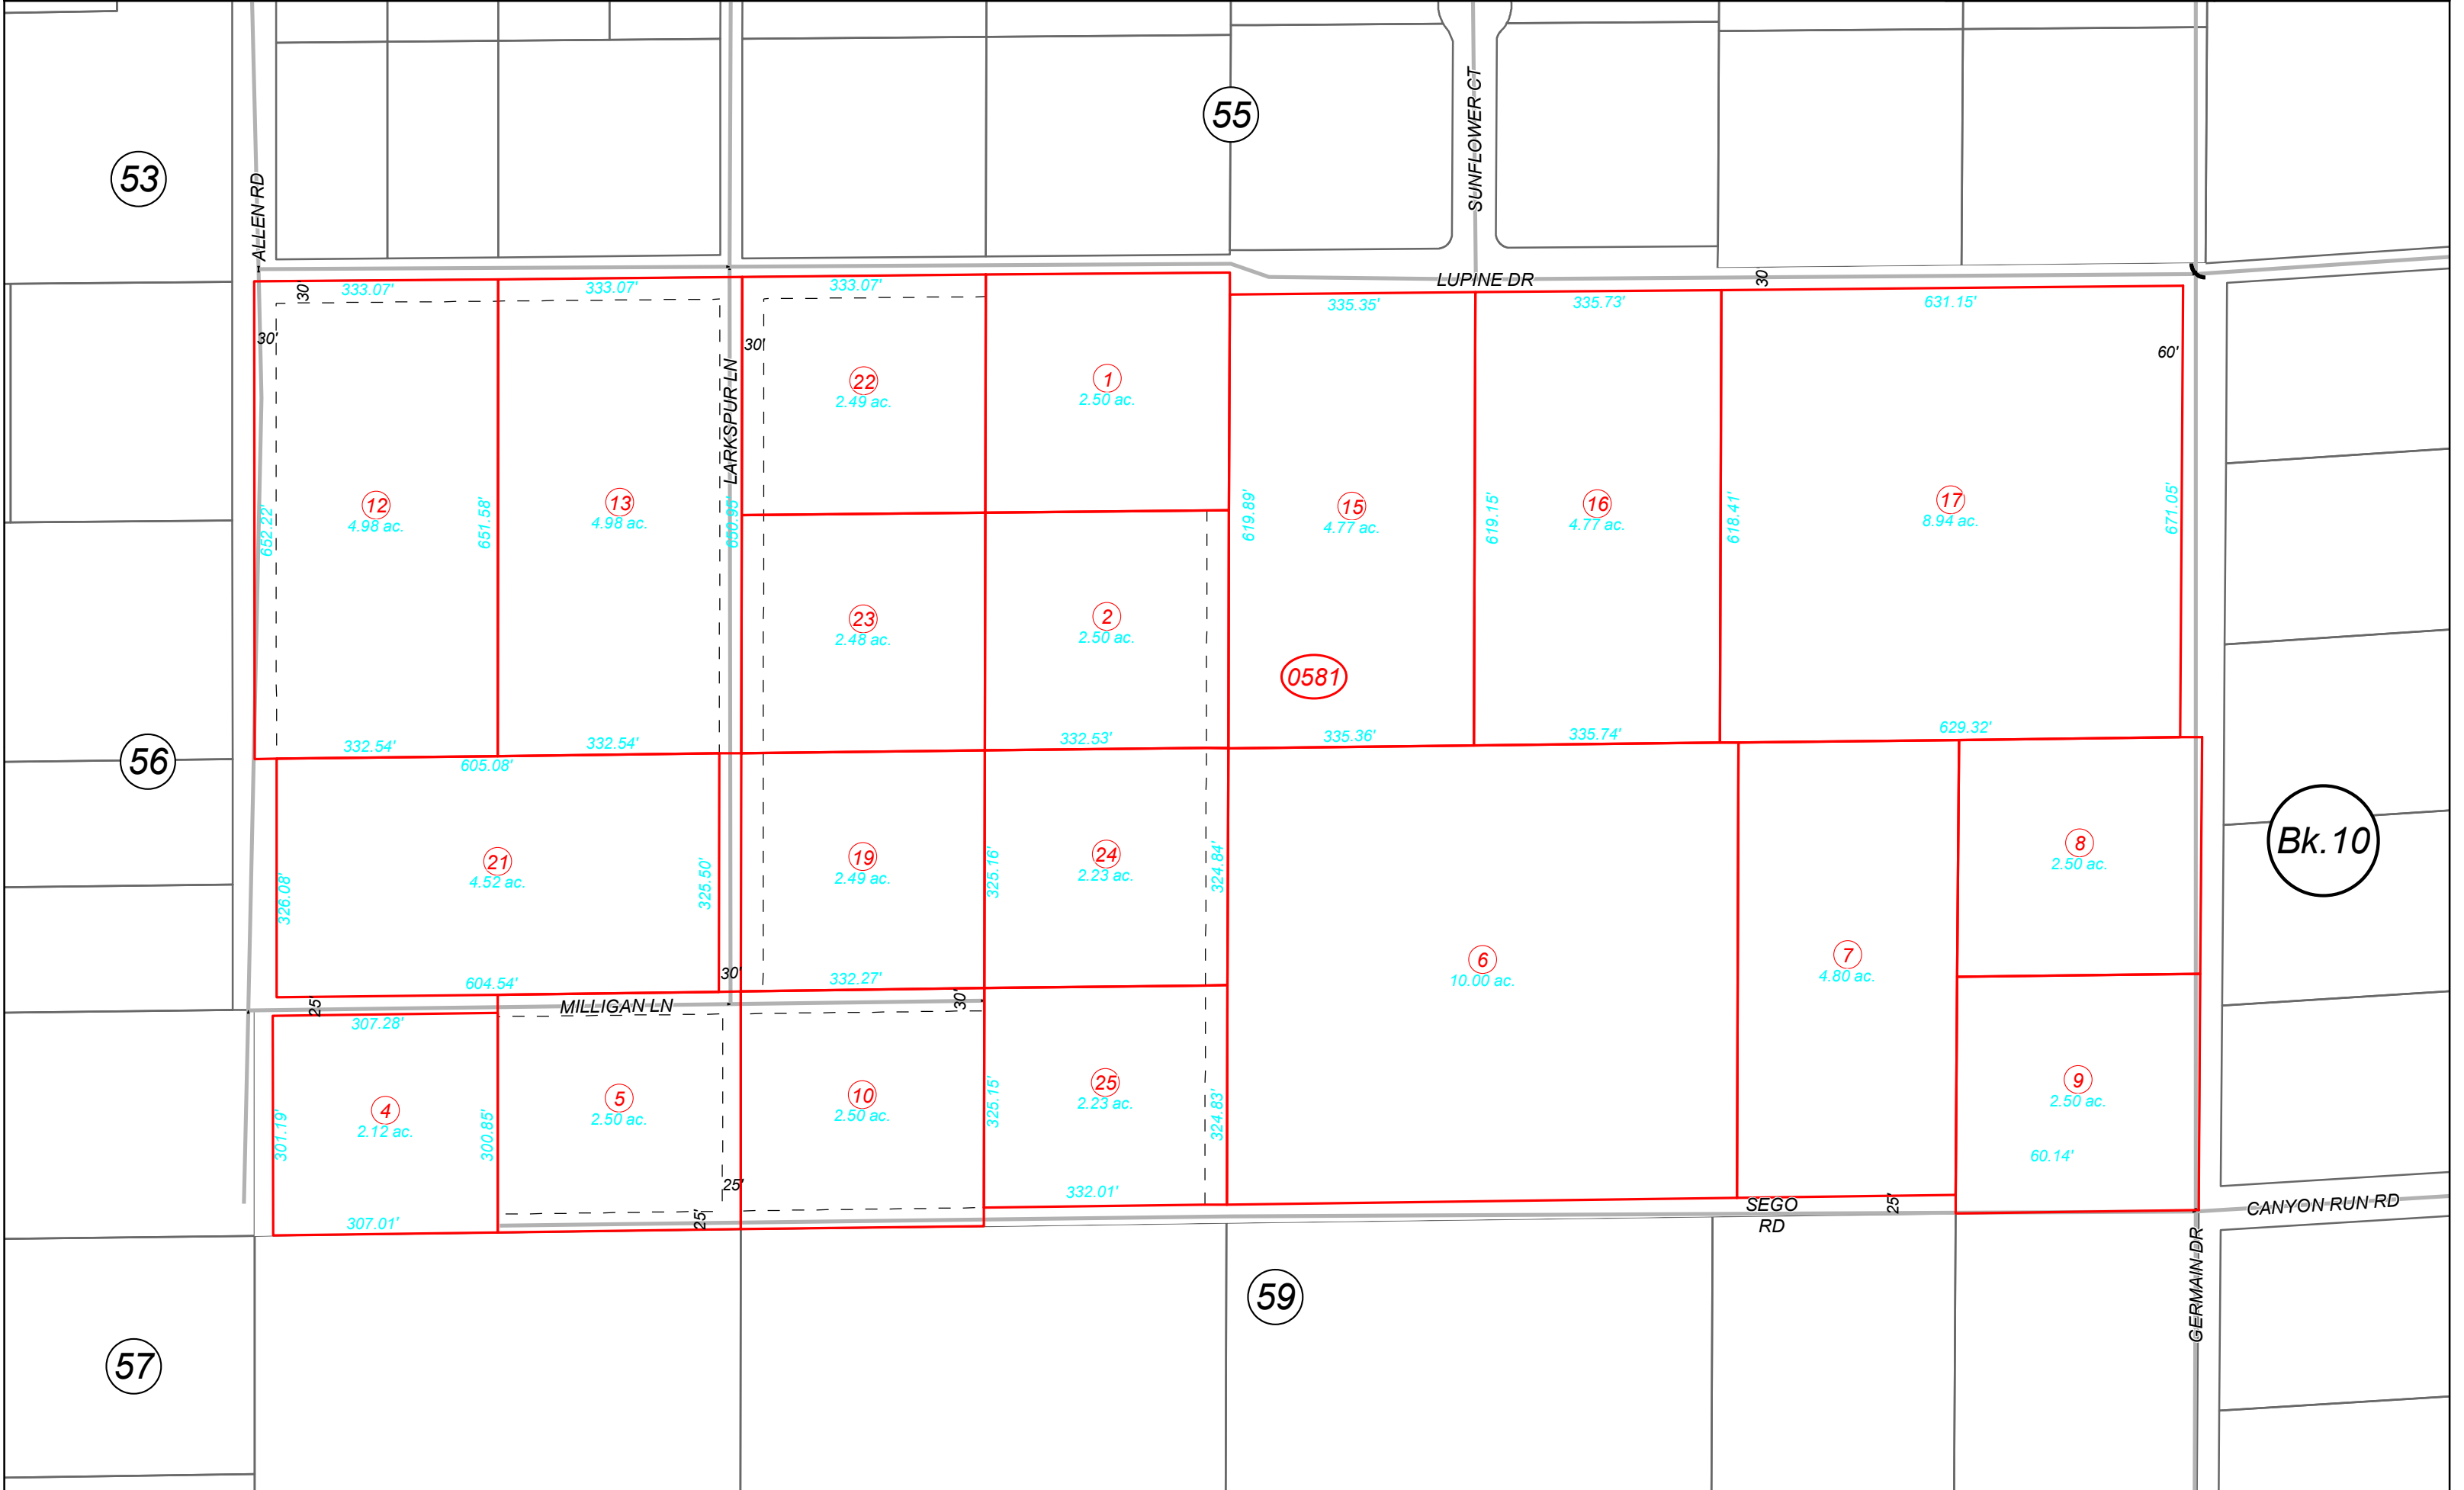 55
53
ALLEN RD
SUNFLOWER CT
LUPINE DR
30'
30'
333.07'
333.07'
333.07'
335.35'
335.73'
631.15'
30'
30'
60'
LARKSPUR LN
22
2.49 ac.
1
2.50 ac.
12
4.98 ac.
13
4.98 ac.
15
4.77 ac.
16
4.77 ac.
17
8.94 ac.
652.22'
651.58'
650.95'
619.89'
619.15'
618.41'
671.05'
23
2.48 ac.
2
2.50 ac.
0581
332.54'
332.54'
332.53'
335.36'
335.74'
629.32'
56
605.08'
21
4.52 ac.
19
2.49 ac.
24
2.23 ac.
8
2.50 ac.
Bk.10
326.08'
325.50'
325.16'
324.84'
6
10.00 ac.
7
4.80 ac.
604.54'
30'
332.27'
25'
MILLIGAN LN
30'
307.28'
4
2.12 ac.
5
2.50 ac.
10
2.50 ac.
25
2.23 ac.
9
2.50 ac.
301.19'
300.85'
325.15'
324.83'
60.14'
25'
332.01'
307.01'
25'
SEGO
RD
25'
CANYON RUN RD
GERMAIN DR
59
57